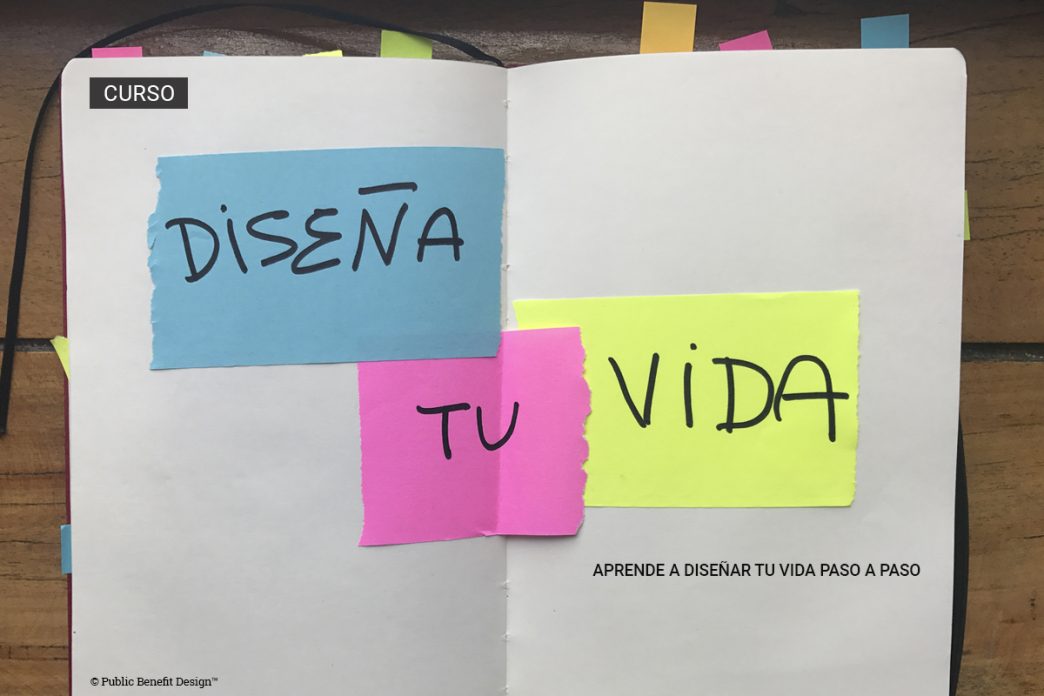 CURSO
DISEÑA
TU
VIDA
APRENDE A DISEÑAR TU VIDA PASO A PASO
© Public Benefit Design™